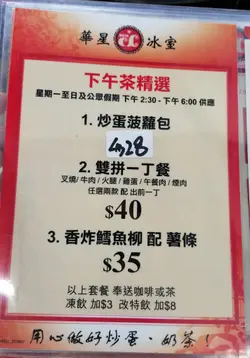 華星 冰室
下午茶精選
星期一至日及公眾假期 下午 2:30 - 下午 6:00 供應
1. 炒蛋菠蘿包
$28
2. 雙拼一丁餐
叉燒 / 牛肉 / 火腿 / 雞蛋 / 午餐肉 / 煙肉
任選兩款 配 出前一丁
$40
3. 香炸鱈魚柳 配 薯條
$35
以上套餐 奉送咖啡或茶
凍飲 加$3 改特飲 加$8
用心做好炒蛋、奶茶!